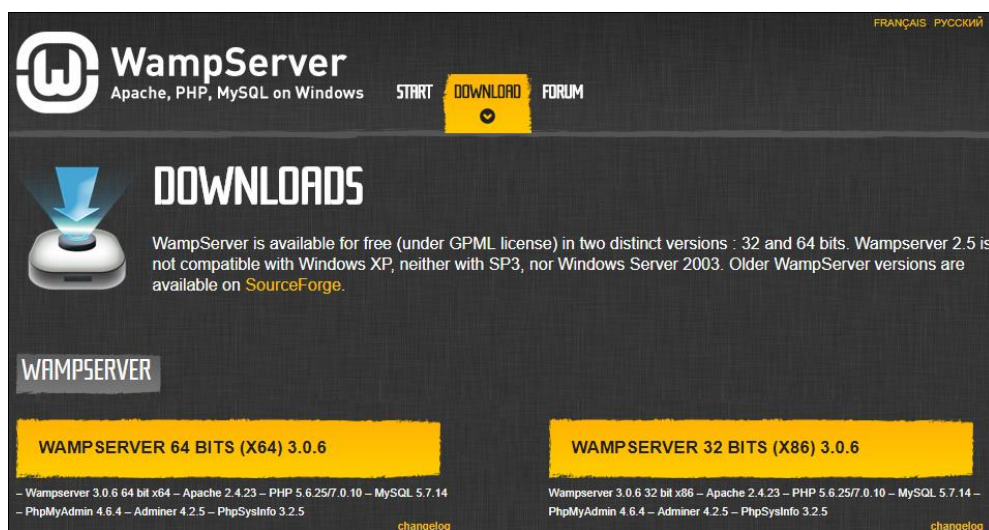 FRANÇAIS РУССКИЙ
WampServer
Apache, PHP, MySQL on Windows
START DOWNLOAD FORUM
DOWNLOADS
WampServer is available for free (under GPML license) in two distinct versions : 32 and 64 bits. Wampserver 2.5 is
not compatible with Windows XP, neither with SP3, nor Windows Server 2003. Older WampServer versions are
available on SourceForge.
WAMPSERVER
WAMPSERVER 64 BITS (X64) 3.0.6
– Wampserver 3.0.6 64 bit x64 – Apache 2.4.23 – PHP 5.6.25/7.0.10 – MySQL 5.7.14
– PhpMyAdmin 4.6.4 – Adminer 4.2.5 – PhpSysInfo 3.2.5
changelog
WAMPSERVER 32 BITS (X86) 3.0.6
Wampserver 3.0.6 32 bit x86 – Apache 2.4.23 – PHP 5.6.25/7.0.10 – MySQL 5.7.14 –
PhpMyAdmin 4.6.4 – Adminer 4.2.5 – PhpSysInfo 3.2.5
changelog